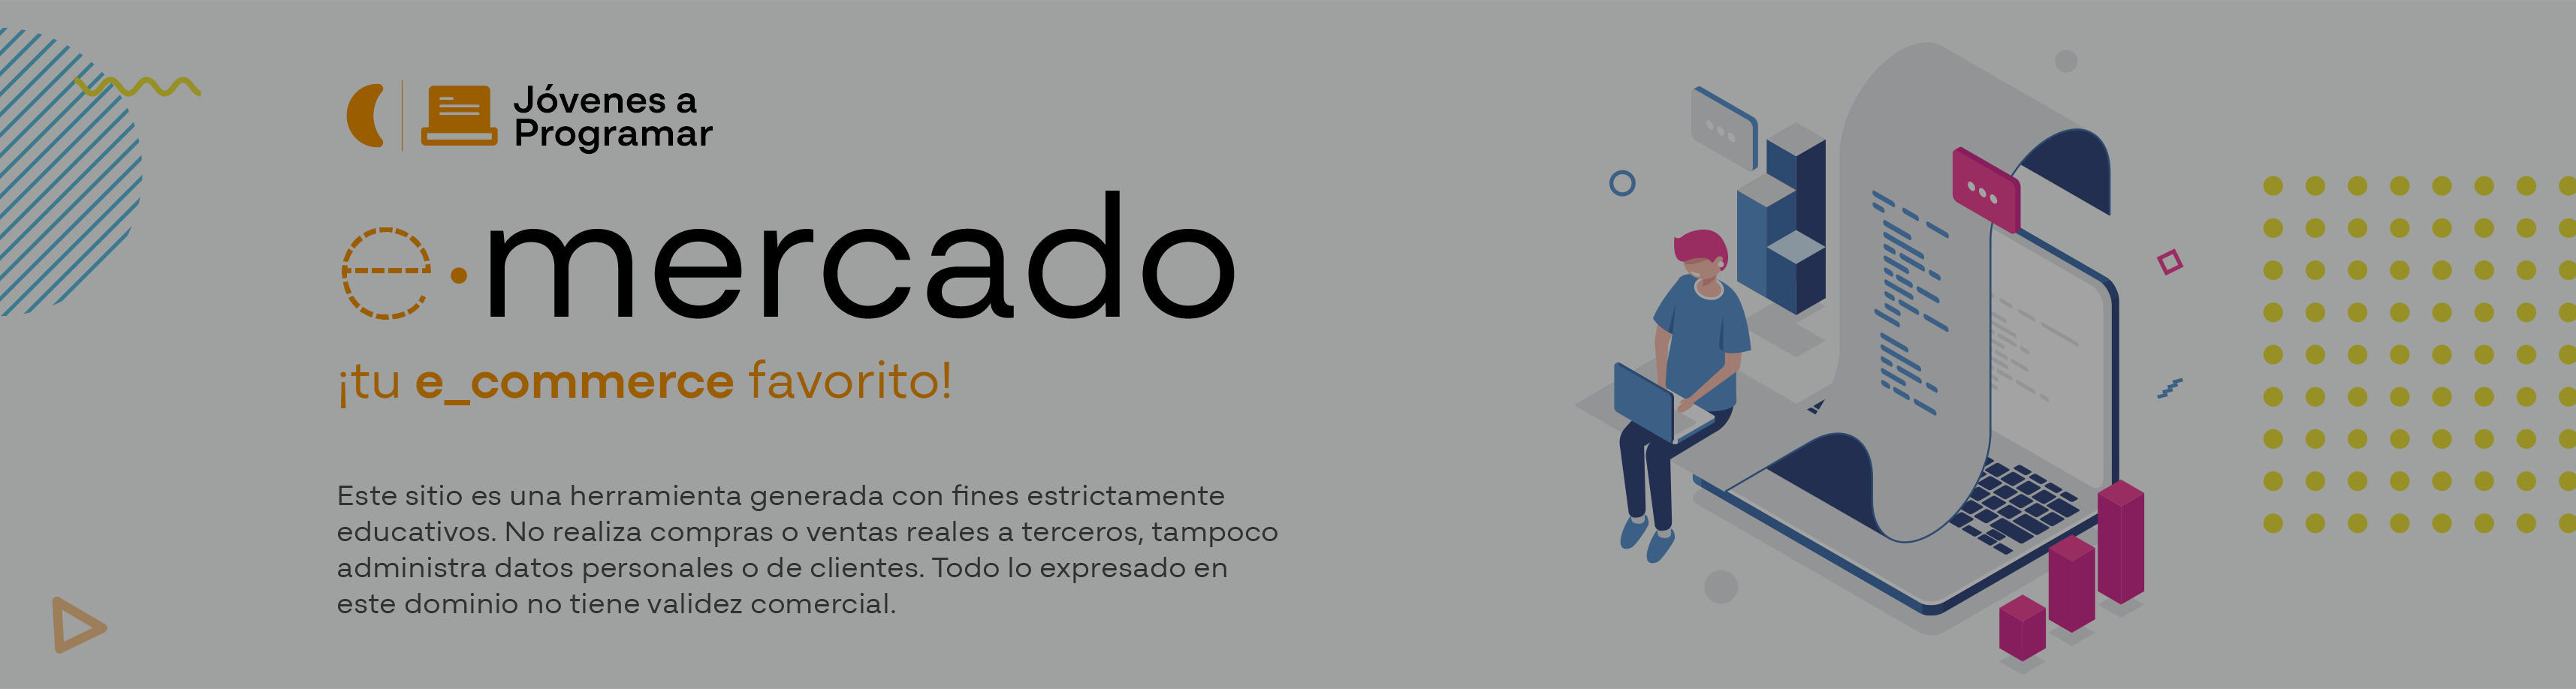 Jóvenes a
Programar
e·mercado
¡tu e_commerce favorito!
Este sitio es una herramienta generada con fines estrictamente
educativos. No realiza compras o ventas reales a terceros, tampoco
administra datos personales o de clientes. Todo lo expresado en
este dominio no tiene validez comercial.